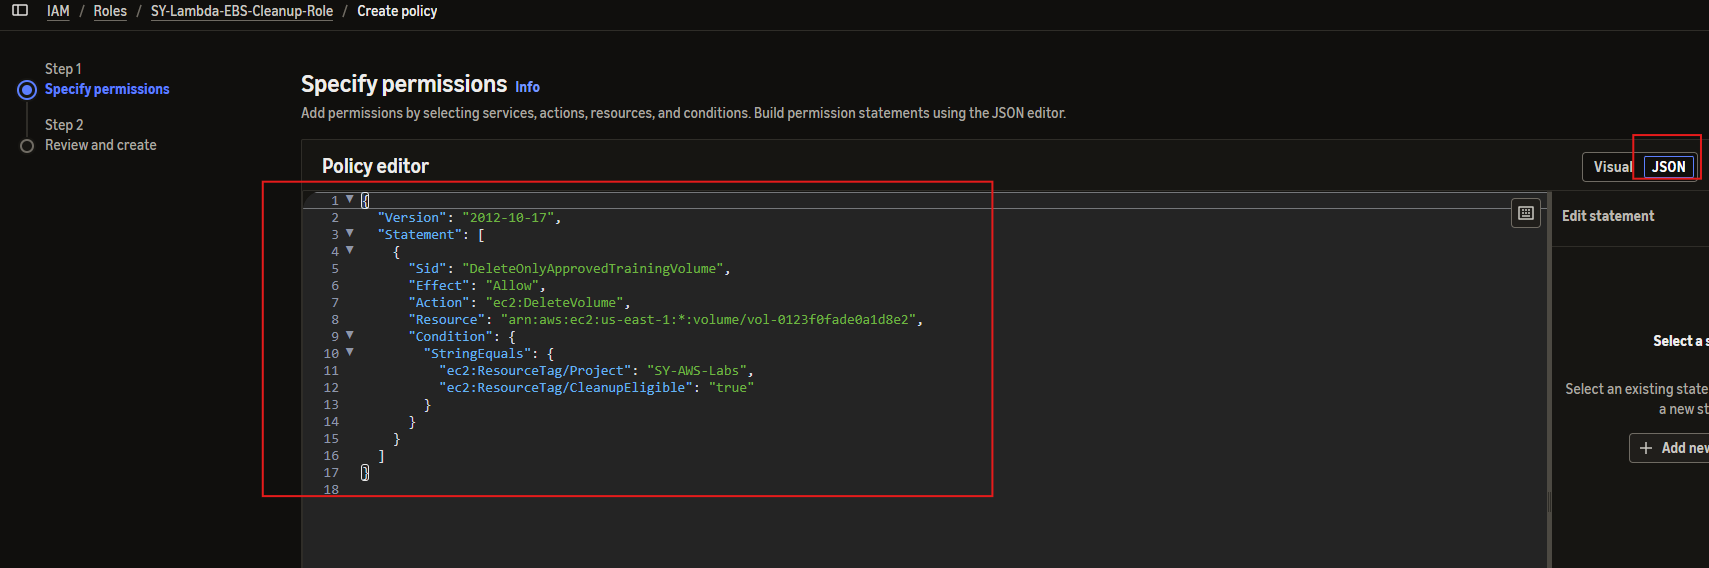 IAM / Roles / SY-Lambda-EBS-Cleanup-Role / Create policy
Step 1
Specify permissions
Step 2
Review and create
Specify permissions Info
Add permissions by selecting services, actions, resources, and conditions. Build permission statements using the JSON editor.
Policy editor
Visual JSON
1 {
2 "Version": "2012-10-17",
3 "Statement": [
4 {
5 "Sid": "DeleteOnlyApprovedTrainingVolume",
6 "Effect": "Allow",
7 "Action": "ec2:DeleteVolume",
8 "Resource": "arn:aws:ec2:us-east-1:*:volume/vol-0123f0fade0a1d8e2",
9 "Condition": {
10 "StringEquals": {
11 "ec2:ResourceTag/Project": "SY-AWS-Labs",
12 "ec2:ResourceTag/CleanupEligible": "true"
13 }
14 }
15 }
16 ]
17 }
18
Edit statement
Select a s
Select an existing state
a new st
+ Add new